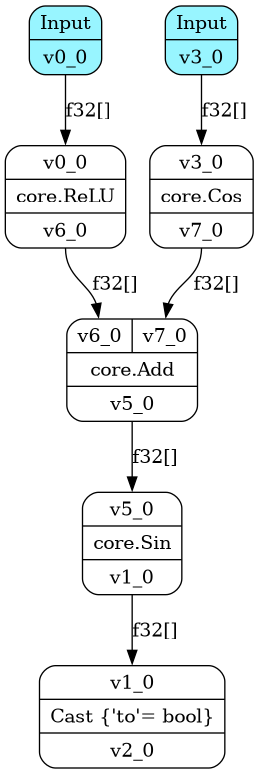 Input
v0_0
Input
v3_0
f32[]
f32[]
v0_0
core.ReLU
v6_0
v3_0
core.Cos
v7_0
f32[]
f32[]
v6_0 v7_0
core.Add
v5_0
f32[]
v5_0
core.Sin
v1_0
f32[]
v1_0
Cast {'to'= bool}
v2_0